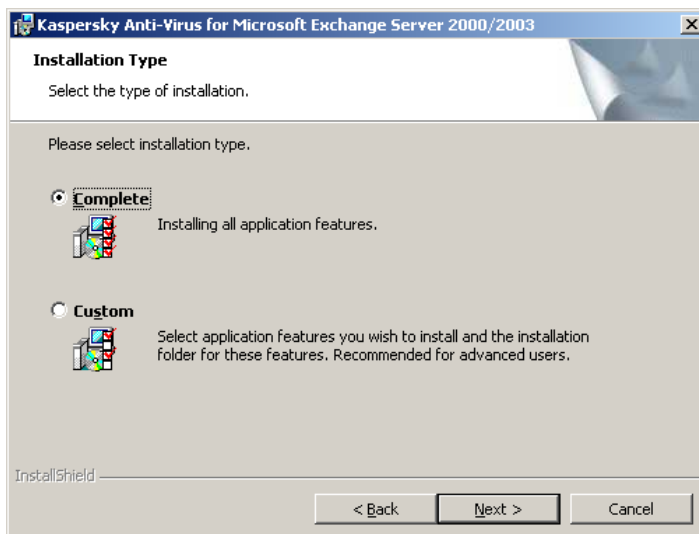 Kaspersky Anti-Virus for Microsoft Exchange Server 2000/2003
Installation Type
Select the type of installation.
Please select installation type.
Complete
Installing all application features.
Custom
Select application features you wish to install and the installation
folder for these features. Recommended for advanced users.
InstallShield
< Back
Next >
Cancel